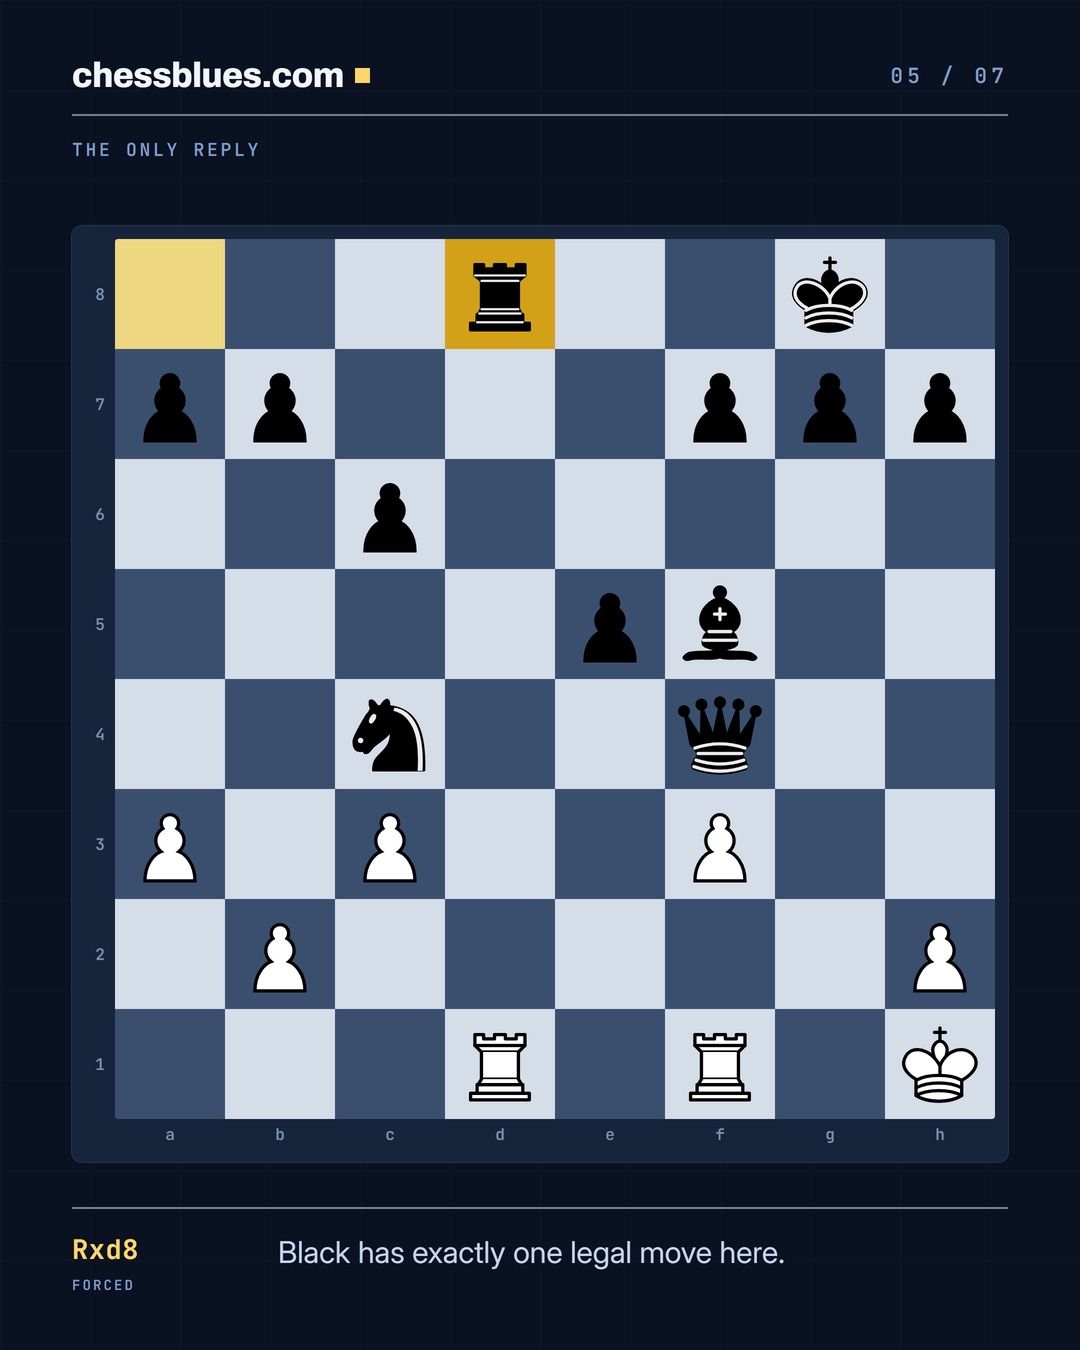 chessblues.com
05 / 07
THE ONLY REPLY
8
7
6
5
4
3
2
1
a b c d e f g h
Rxd8
Black has exactly one legal move here.
FORCED